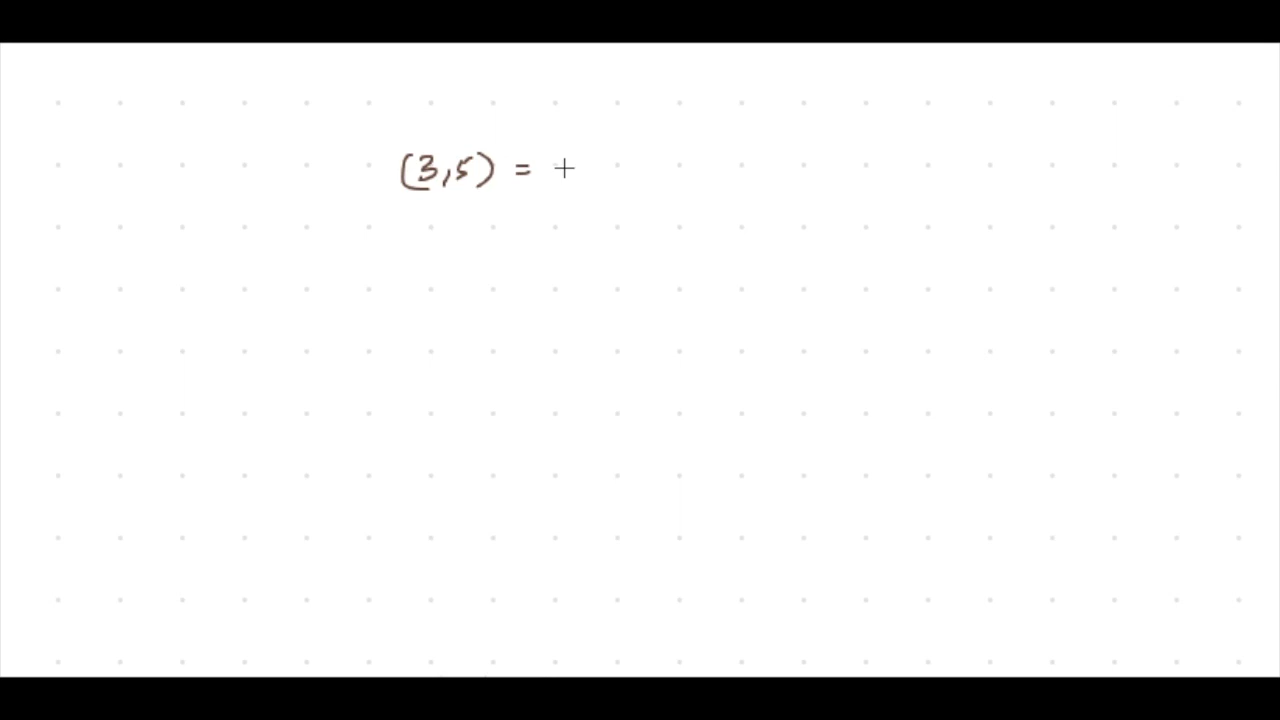 (3,5) =